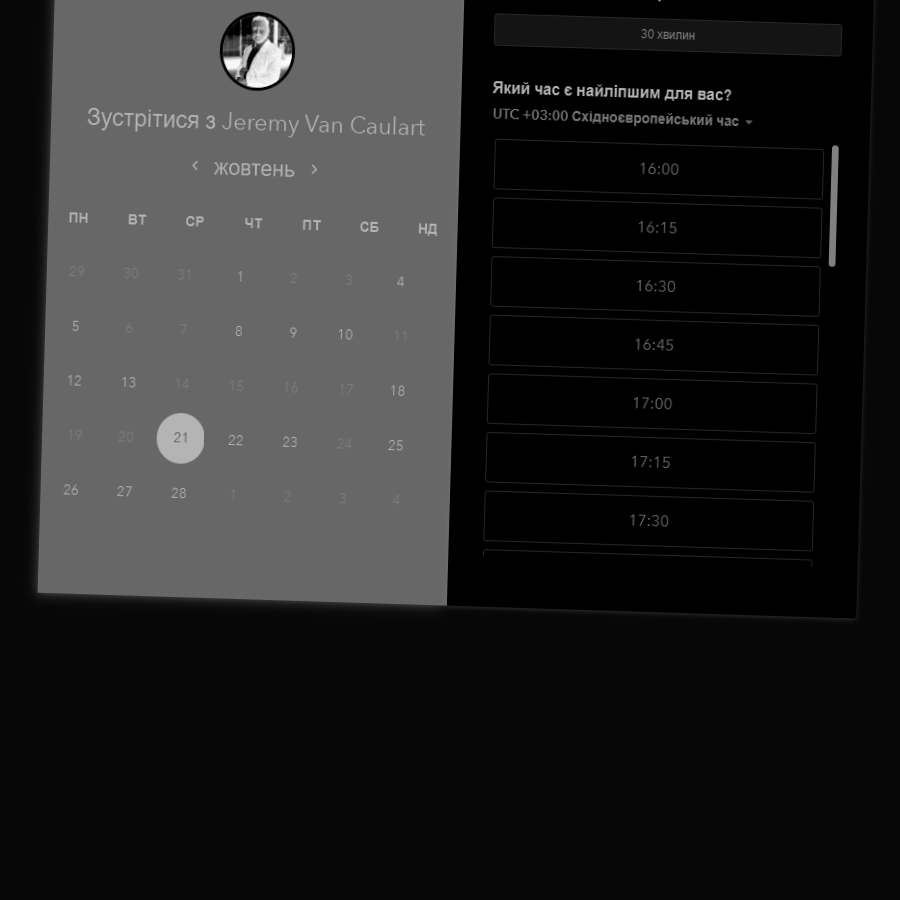 Зустрітися з Jeremy Van Caulart
жовтень
ПН ВТ СР ЧТ ПТ СБ НД
29 30 31 1 2 3 4
5 6 7 8 9 10 11
12 13 14 15 16 17 18
19 20 21 22 23 24 25
26 27 28 1 2 3 4
30 хвилин
Який час є найліпшим для вас?
UTC +03:00 Східноєвропейський час
16:00
16:15
16:30
16:45
17:00
17:15
17:30